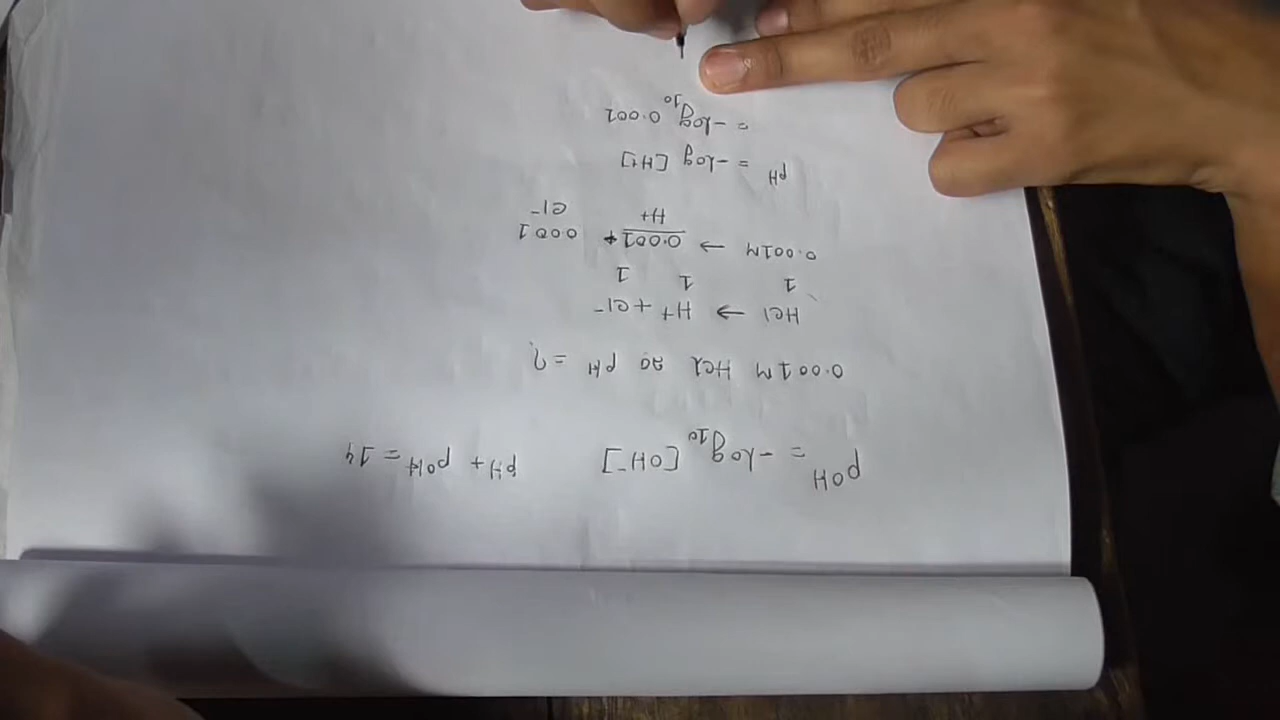 pOH = -log₁₀ [OH⁻] pH + pOH = 14
0.001M HCl pH = ?
HCl → H+ + Cl⁻
1 1 1
0.001M → 0.001 + 0.001
H+ Cl⁻
pH = -log [H+]
= -log₁₀ 0.001